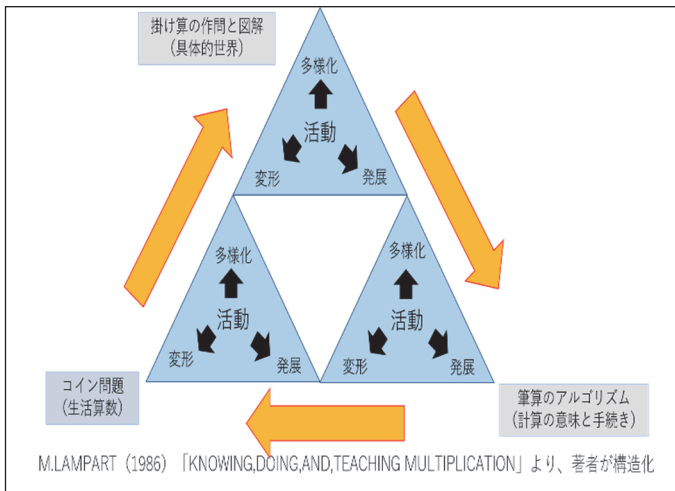 掛け算の作問と図解
(具体的世界)
多様化
活動
変形
発展
多様化
活動
変形
発展
多様化
活動
変形
発展
コイン問題
(生活算数)
筆算のアルゴリズム
(計算の意味と手続き)
M.LAMPART(1986)「KNOWING,DOING,AND,TEACHING MULTIPLICATION」より、著者が構造化